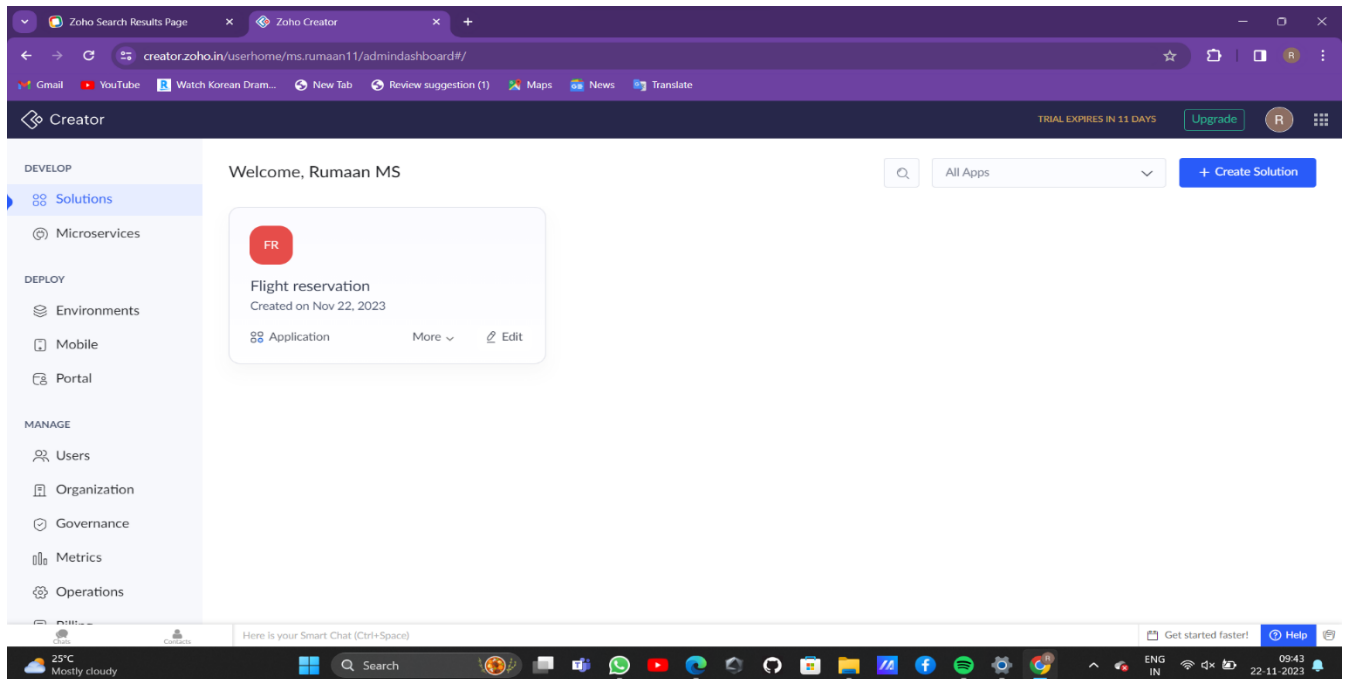 Zoho Search Results Page
Zoho Creator
creator.zoho.in/userhome/ms.rumaan11/admindashboard#/
R
Gmail YouTube Watch Korean Dram... New Tab Review suggestion (1) Maps News Translate
Creator
TRIAL EXPIRES IN 11 DAYS
Upgrade
R
DEVELOP
Solutions
Microservices
DEPLOY
Environments
Mobile
Portal
MANAGE
Users
Organization
Governance
Metrics
Operations
Billing
Welcome, Rumaan MS
All Apps
+ Create Solution
FR
Flight reservation
Created on Nov 22, 2023
Application More Edit
Chats Contacts
Here is your Smart Chat (Ctrl+Space)
Get started faster!
Help
25°C
Mostly cloudy
Search
ENG
IN
09:43
22-11-2023